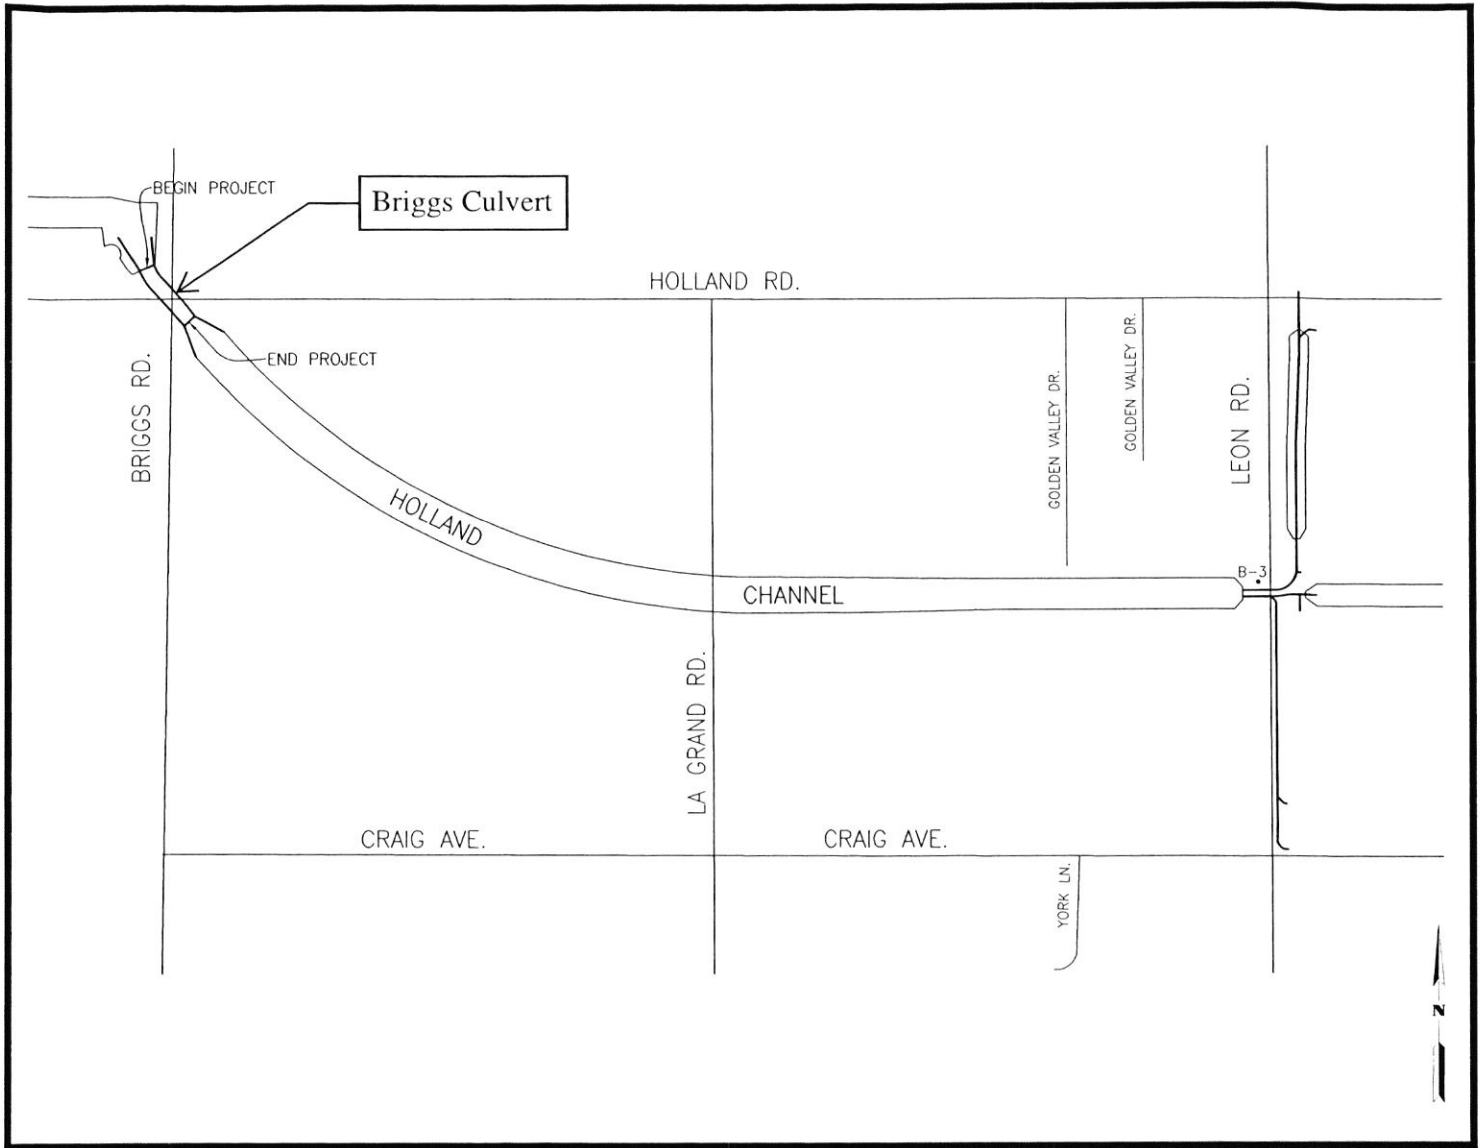 BEGIN PROJECT
Briggs Culvert
HOLLAND RD.
END PROJECT
BRIGGS RD.
GOLDEN VALLEY DR.
GOLDEN VALLEY DR.
LEON RD.
HOLLAND
CHANNEL
B-3
LA GRAND RD.
CRAIG AVE.
CRAIG AVE.
YORK LN.
N